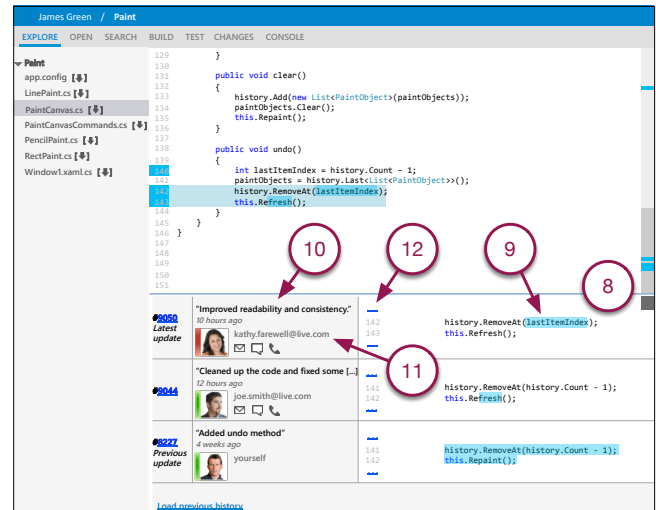 James Green / Paint
EXPLORE OPEN SEARCH BUILD TEST CHANGES CONSOLE
Paint
app.config [⬇]
LinePaint.cs [⬇]
PaintCanvas.cs [⬇]
PaintCanvasCommands.cs [⬇]
PencilPaint.cs [⬇]
RectPaint.cs [⬇]
Window1.xaml.cs [⬇]
129 }
130
131 public void clear()
132 {
133 history.Add(new List<PaintObject>(paintObjects));
134 paintObjects.Clear();
135 this.Repaint();
136 }
137
138 public void undo()
139 {
140 int lastItemIndex = history.Count - 1;
141 paintObjects = history.Last<List<PaintObject>>();
142 history.RemoveAt(lastItemIndex);
143 this.Refresh();
144 }
145 }
146 }
147
148
149
150
151
10
12
9
8
11
#9050
Latest
update
"Improved readability and consistency."
10 hours ago
kathy.farewell@live.com
...
142 history.RemoveAt(lastItemIndex);
143 this.Refresh();
...
#9044
"Cleaned up the code and fixed some [...]
12 hours ago
joe.smith@live.com
...
141 history.RemoveAt(history.Count - 1);
142 this.Refresh();
...
#8227
Previous
update
"Added undo method"
4 weeks ago
yourself
...
141 history.RemoveAt(history.Count - 1);
142 this.Repaint();
...
Load previous history